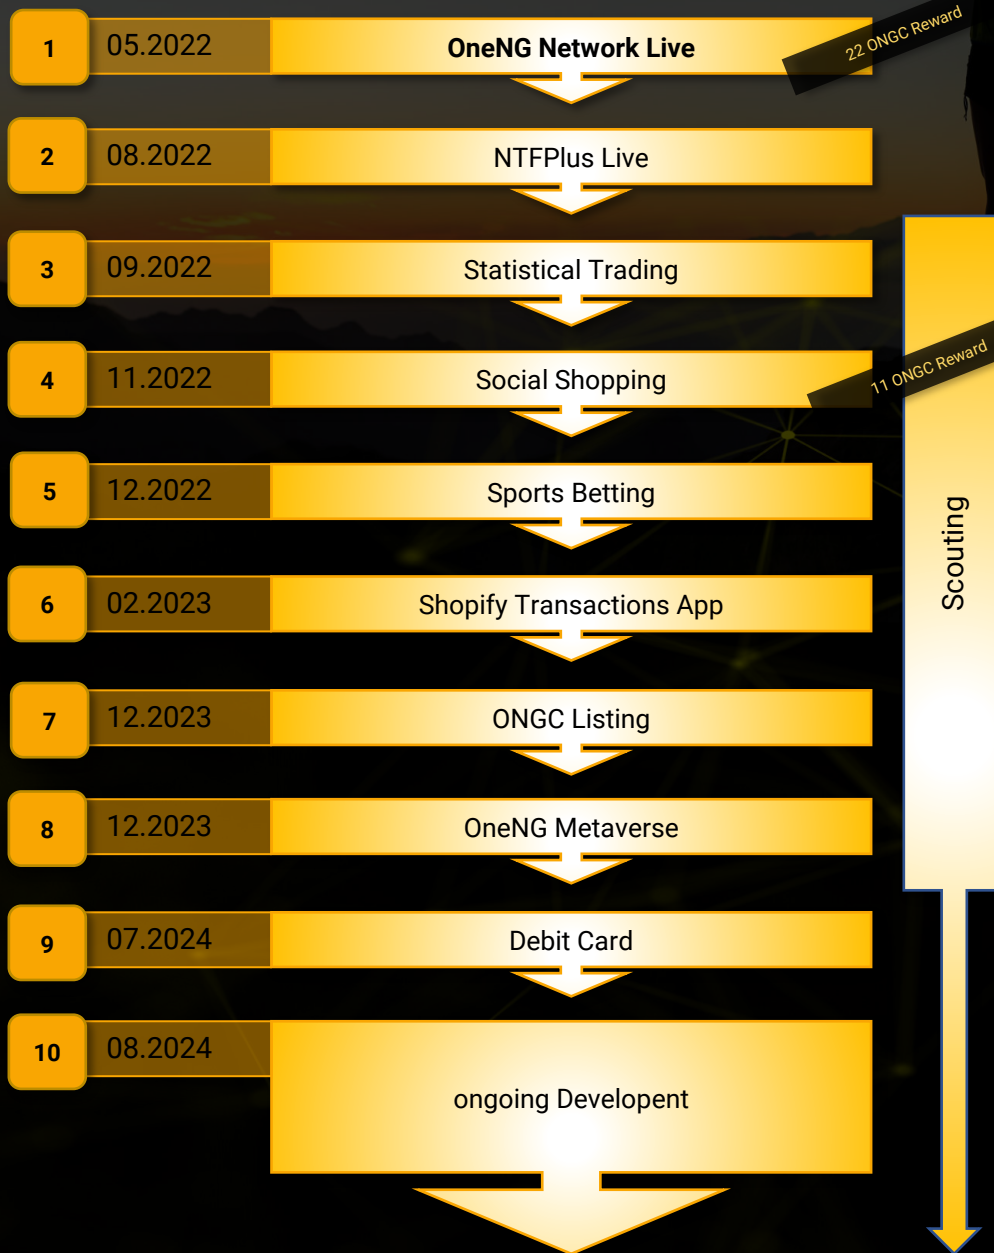 1 05.2022 OneNG Network Live 22 ONGC Reward
2 08.2022 NTFPlus Live
3 09.2022 Statistical Trading
4 11.2022 Social Shopping 11 ONGC Reward
5 12.2022 Sports Betting
6 02.2023 Shopify Transactions App
7 12.2023 ONGC Listing
8 12.2023 OneNG Metaverse
9 07.2024 Debit Card
10 08.2024 ongoing Developent
Scouting